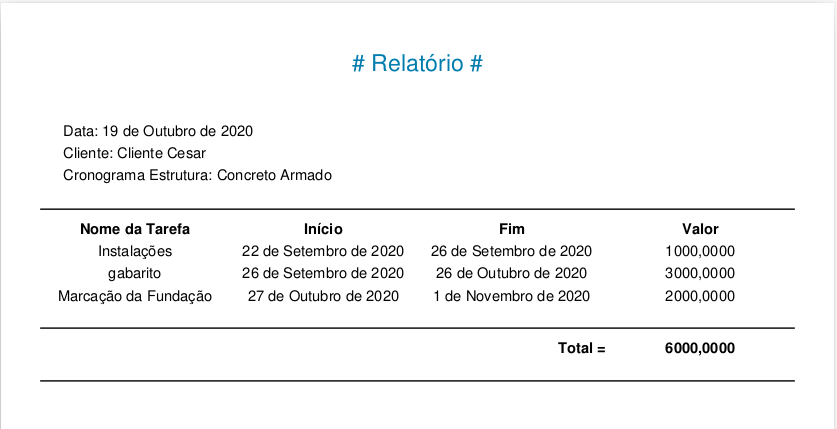 # Relatório #
Data: 19 de Outubro de 2020
Cliente: Cliente Cesar
Cronograma Estrutura: Concreto Armado
Nome da Tarefa Início Fim Valor
Instalações 22 de Setembro de 2020 26 de Setembro de 2020 1000,0000
gabarito 26 de Setembro de 2020 26 de Outubro de 2020 3000,0000
Marcação da Fundação 27 de Outubro de 2020 1 de Novembro de 2020 2000,0000
Total = 6000,0000